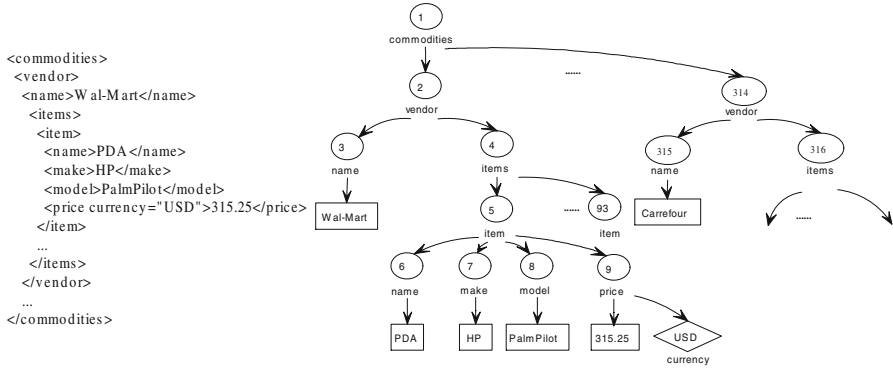 <commodities>
<vendor>
<name>Wal-Mart</name>
<items>
<item>
<name>PDA</name>
<make>HP</make>
<model>PalmPilot</model>
<price currency="USD">315.25</price>
</item>
...
</items>
</vendor>
...
</commodities>
1
commodities
......
2
vendor
314
vendor
3
name
4
items
315
name
316
items
Wal-Mart
5
item
......
93
item
Carrefour
......
6
name
7
make
8
model
9
price
PDA
HP
PalmPilot
315.25
USD
currency